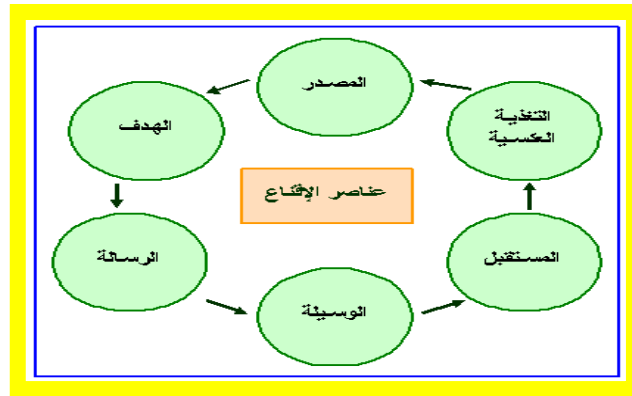 المصدر
الهدف
التغذية
العكسية
عناصر الإقناع
الرسالة
المستقبل
الوسيلة